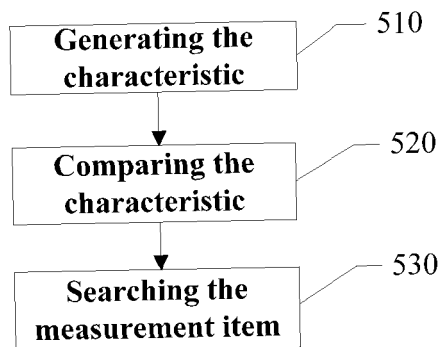 Generating the
characteristic
510
Comparing the
characteristic
520
Searching the
measurement item
530